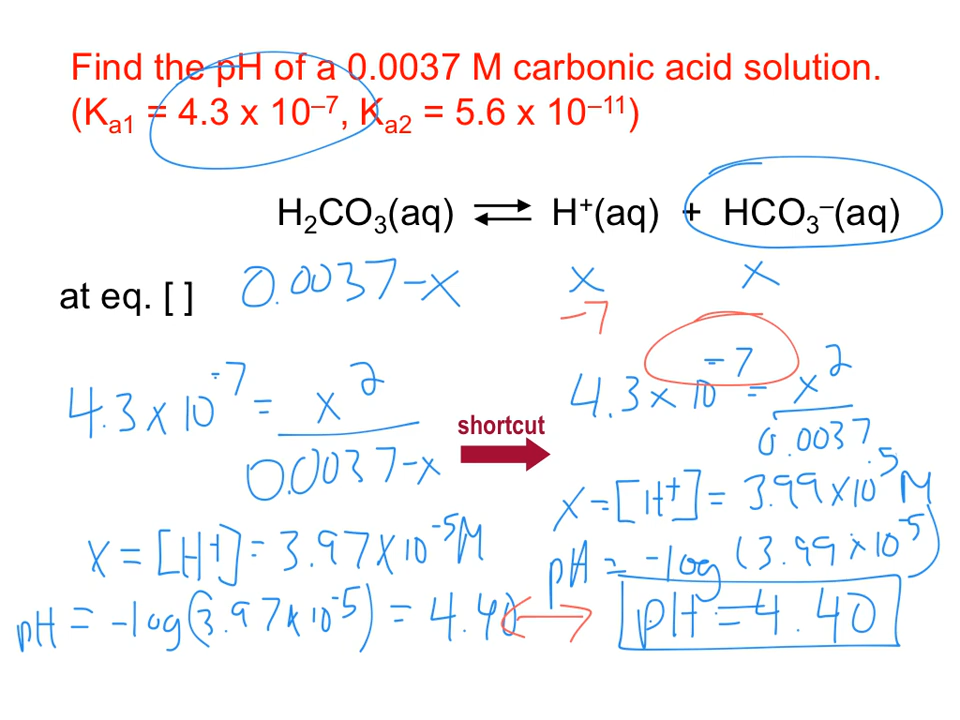 Find the pH of a 0.0037 M carbonic acid solution.
(Ka1 = 4.3 x 10–7, Ka2 = 5.6 x 10–11)
H2CO3(aq) ⇌ H+(aq) + HCO3–(aq)
at eq. [ ] 0.0037-x x x
-7
4.3 x 10^-7 = x^2 / 0.0037-x
shortcut
4.3 x 10^-7 = x^2 / 0.0037
x = [H+] = 3.97 x 10^-5 M
pH = -log(3.97 x 10^-5) = 4.40
x = [H+] = 3.99 x 10^-5 M
pH = -log (3.99 x 10^-5)
pH = 4.40